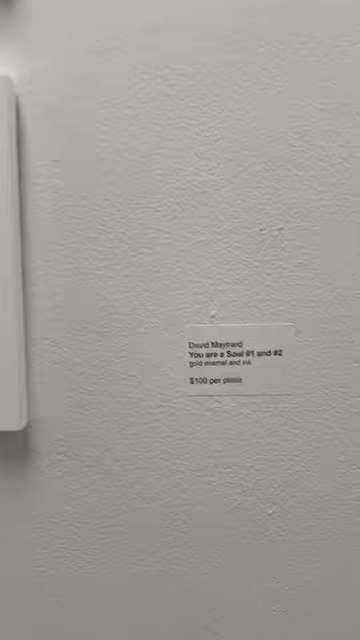 David Maynard
You are a Soul #1 and #2
gold enamel and ink
$100 per